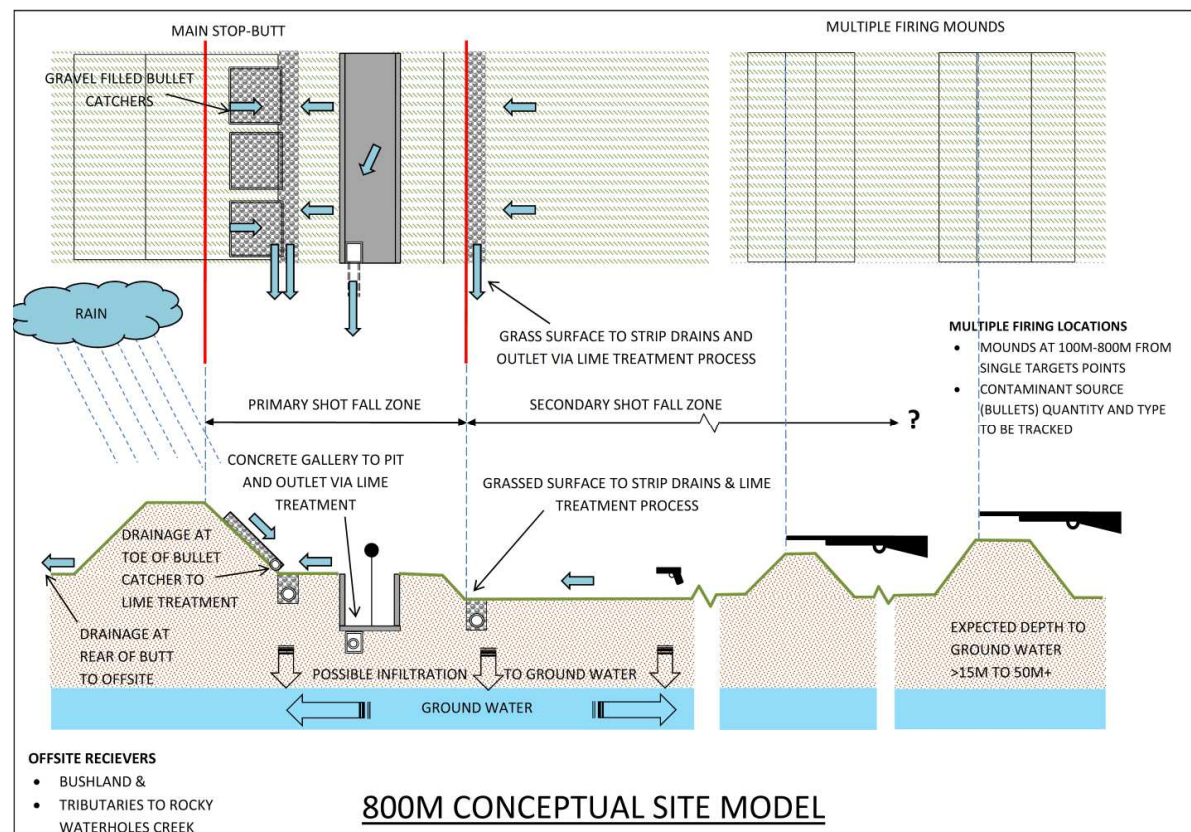 MAIN STOP-BUTT
MULTIPLE FIRING MOUNDS
GRAVEL FILLED BULLET
CATCHERS
RAIN
GRASS SURFACE TO STRIP DRAINS AND
OUTLET VIA LIME TREATMENT PROCESS
MULTIPLE FIRING LOCATIONS
• MOUNDS AT 100M-800M FROM
SINGLE TARGETS POINTS
• CONTAMINANT SOURCE
(BULLETS) QUANTITY AND TYPE
TO BE TRACKED
PRIMARY SHOT FALL ZONE
SECONDARY SHOT FALL ZONE
?
CONCRETE GALLERY TO PIT
AND OUTLET VIA LIME
TREATMENT
GRASSED SURFACE TO STRIP DRAINS & LIME
TREATMENT PROCESS
DRAINAGE AT
TOE OF BULLET
CATCHER TO
LIME TREATMENT
DRAINAGE AT
REAR OF BUTT
TO OFFSITE
EXPECTED DEPTH TO
GROUND WATER
>15M TO 50M+
POSSIBLE INFILTRATION TO GROUND WATER
GROUND WATER
OFFSITE RECIEVERS
• BUSHLAND &
• TRIBUTARIES TO ROCKY
WATERHOLES CREEK
800M CONCEPTUAL SITE MODEL